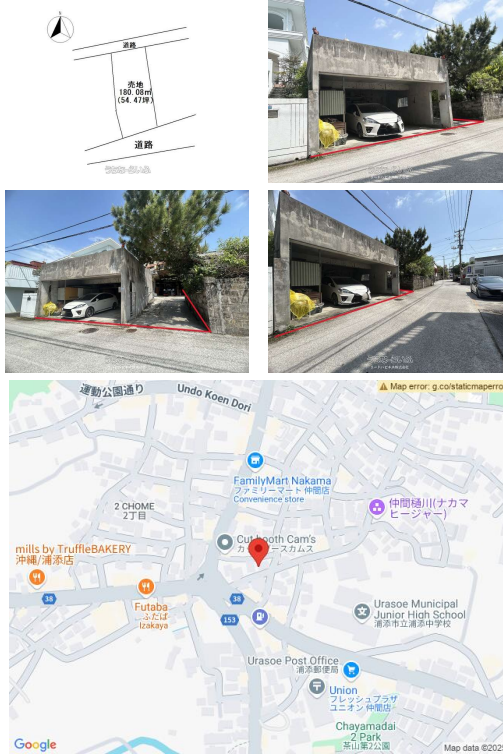 道路
売地
180.08㎡
(54.47坪)
道路
Map error: g.co/staticmaperro
運動公園通り
Undo Koen Dori
FamilyMart Nakama
ファミリーマート 仲間店
Convenience store
2 CHOME
2丁目
仲間樋川(ナカマ
ヒージャー)
Cut booth Cam's
mills by TruffleBAKERY
沖縄/浦添店
38
Futaba
ふたば
Izakaya
38
153
Urasoe Municipal
Junior High School
浦添市立浦添中学校
Urasoe Post Office
浦添郵便局
Union
フレッシュプラザ
ユニオン 仲間店
Chayamadai
2 Park
茶山第2公園
Google
Map data ©202